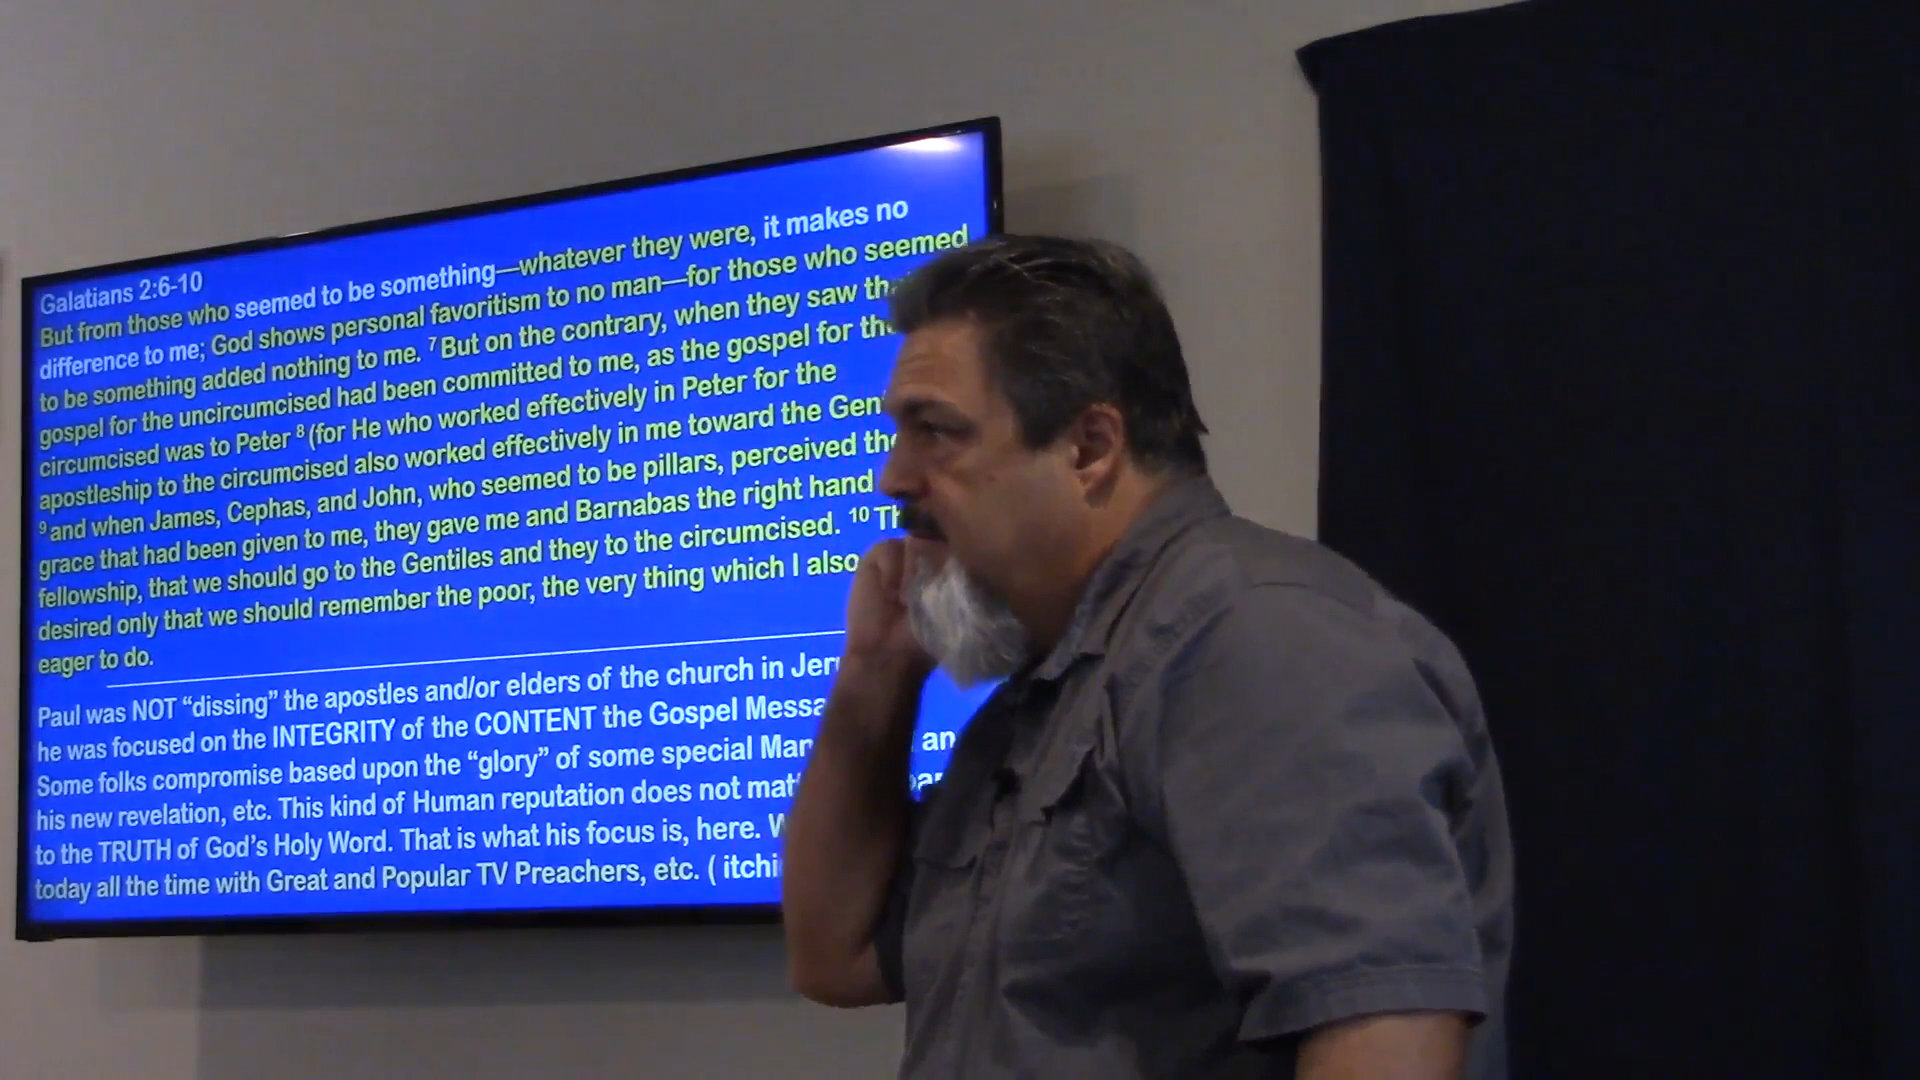 Galatians 2:6-10
But from those who seemed to be something—whatever they were, it makes no
difference to me; God shows personal favoritism to no man—for those who seemed
to be something added nothing to me. 7 But on the contrary, when they saw
gospel for the uncircumcised had been committed to me, as the gospel for
circumcised was to Peter 8 (for He who worked effectively in Peter for the
apostleship to the circumcised also worked effectively in me toward the
9 and when James, Cephas, and John, who seemed to be pillars, perceived
grace that had been given to me, they gave me and Barnabas the right hand
fellowship, that we should go to the Gentiles and they to the circumcised. 10
desired only that we should remember the poor, the very thing which I also
eager to do.
Paul was NOT “dissing” the apostles and/or elders of the church in
he was focused on the INTEGRITY of the CONTENT the Gospel
Some folks compromise based upon the “glory” of some special
his new revelation, etc. This kind of Human reputation does not
to the TRUTH of God’s Holy Word. That is what his focus is, here.
today all the time with Great and Popular TV Preachers, etc. (